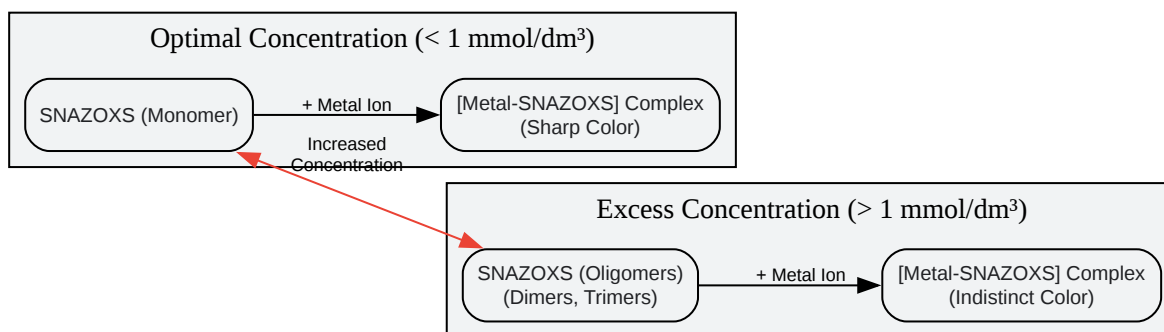 Optimal Concentration (< 1 mmol/dm³)
SNAZOXS (Monomer)
+ Metal Ion
[Metal-SNAZOXS] Complex
(Sharp Color)
Increased
Concentration
Excess Concentration (> 1 mmol/dm³)
SNAZOXS (Oligomers)
(Dimers, Trimers)
+ Metal Ion
[Metal-SNAZOXS] Complex
(Indistinct Color)